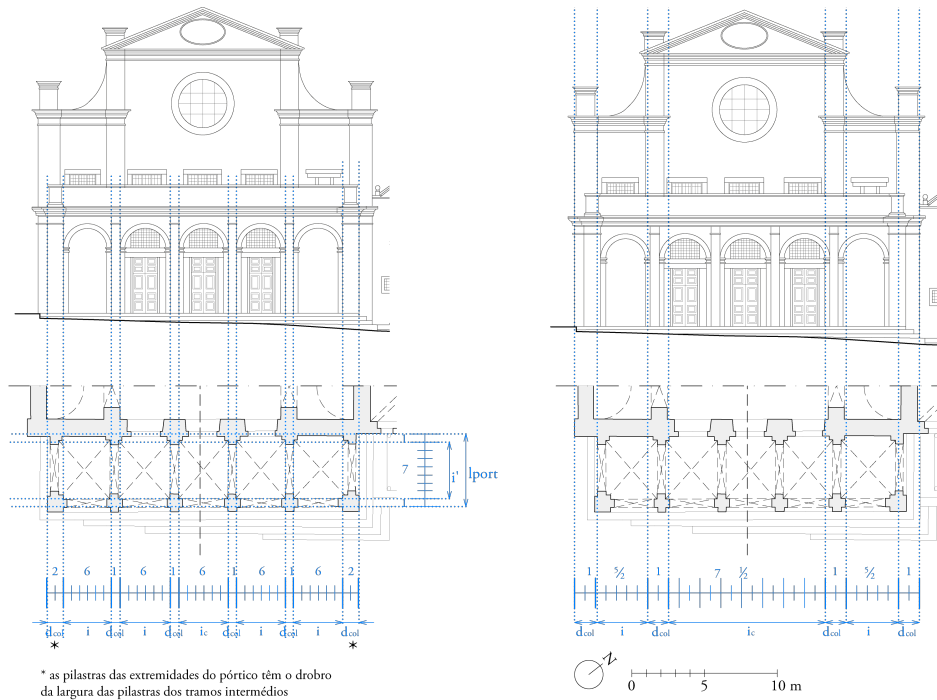 7
i'
lport
2 6 1 6 1 6 1 6 1 6 2
dcol i dcol i dcol ic dcol i dcol i dcol
* *
* as pilastras das extremidades do pórtico têm o drobro
da largura das pilastras dos tramos intermédios
1 5/2 1 7 1/2 1 5/2 1
dcol i dcol ic dcol i dcol
N
0 5 10 m